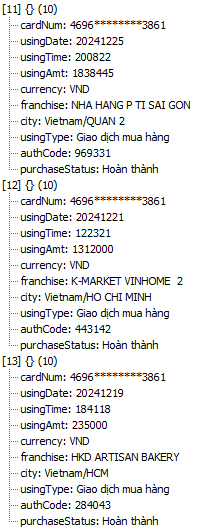 [11] {} (10)
cardNum: 4696********3861
usingDate: 20241225
usingTime: 200822
usingAmt: 1838445
currency: VND
franchise: NHA HANG P TI SAI GON
city: Vietnam/QUAN 2
usingType: Giao dịch mua hàng
authCode: 969331
purchaseStatus: Hoàn thành
[12] {} (10)
cardNum: 4696********3861
usingDate: 20241221
usingTime: 122321
usingAmt: 1312000
currency: VND
franchise: K-MARKET VINHOME  2
city: Vietnam/HO CHI MINH
usingType: Giao dịch mua hàng
authCode: 443142
purchaseStatus: Hoàn thành
[13] {} (10)
cardNum: 4696********3861
usingDate: 20241219
usingTime: 184118
usingAmt: 235000
currency: VND
franchise: HKD ARTISAN BAKERY
city: Vietnam/HCM
usingType: Giao dịch mua hàng
authCode: 284043
purchaseStatus: Hoàn thành